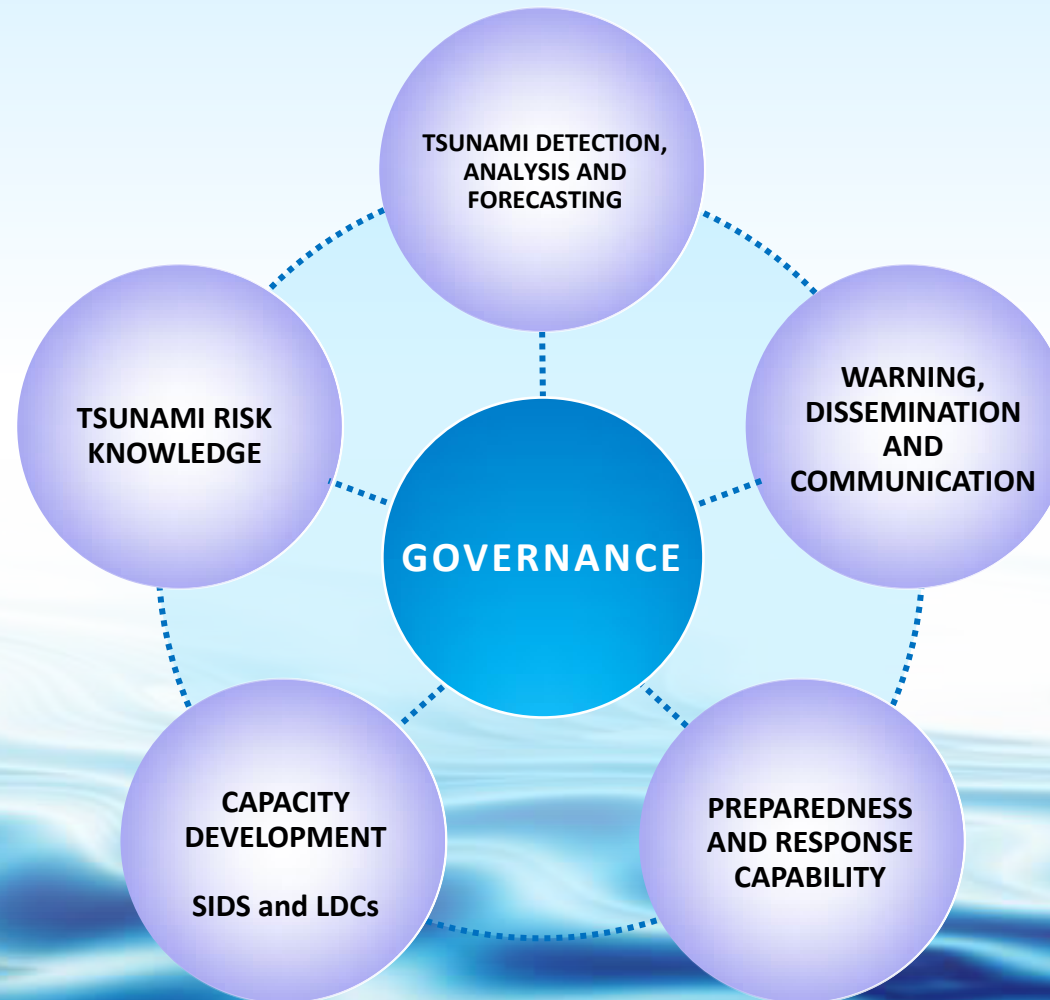 TSUNAMI DETECTION,
ANALYSIS AND
FORECASTING
WARNING,
DISSEMINATION
AND
COMMUNICATION
TSUNAMI RISK
KNOWLEDGE
GOVERNANCE
CAPACITY
DEVELOPMENT
SIDS and LDCs
PREPAREDNESS
AND RESPONSE
CAPABILITY